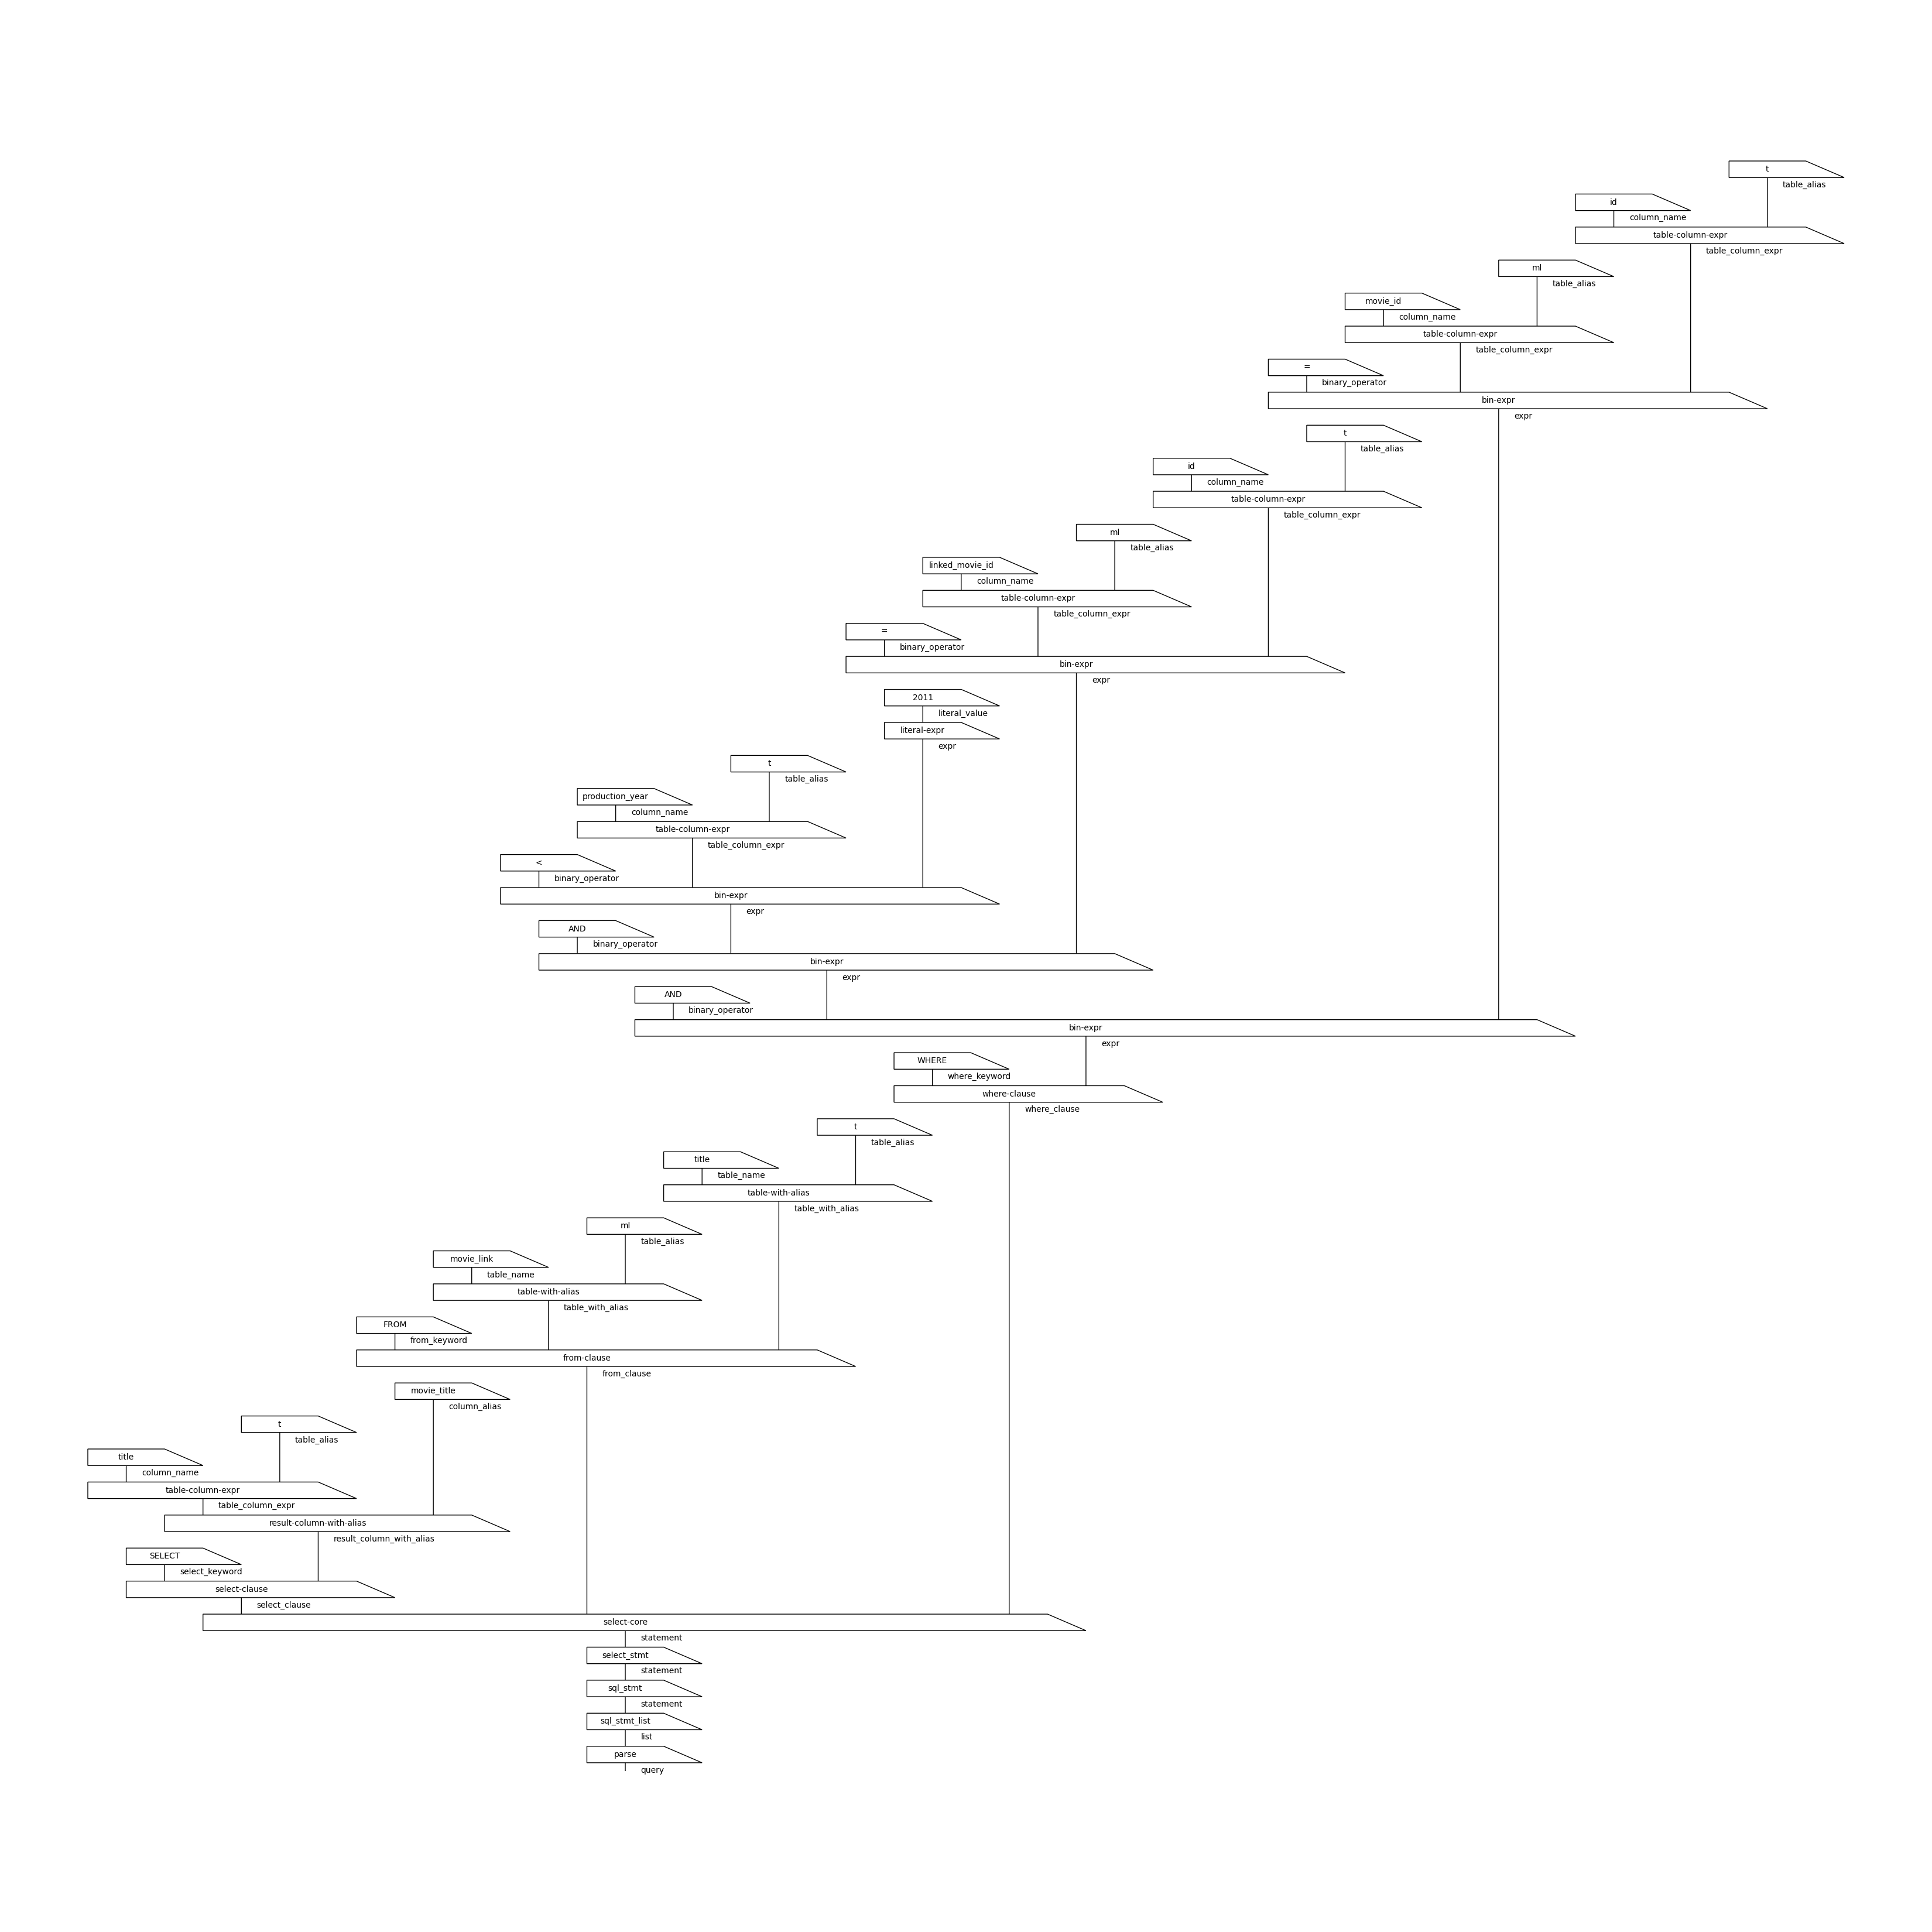 t
table_alias
id
column_name
table-column-expr
table_column_expr
ml
table_alias
movie_id
column_name
table-column-expr
table_column_expr
=
binary_operator
bin-expr
expr
t
table_alias
id
column_name
table-column-expr
table_column_expr
ml
table_alias
linked_movie_id
column_name
table-column-expr
table_column_expr
=
binary_operator
bin-expr
expr
2011
literal_value
literal-expr
expr
t
table_alias
production_year
column_name
table-column-expr
table_column_expr
<
binary_operator
bin-expr
expr
AND
binary_operator
bin-expr
expr
AND
binary_operator
bin-expr
expr
WHERE
where_keyword
where-clause
where_clause
t
table_alias
title
table_name
table-with-alias
table_with_alias
ml
table_alias
movie_link
table_name
table-with-alias
table_with_alias
FROM
from_keyword
from-clause
from_clause
movie_title
column_alias
t
table_alias
title
column_name
table-column-expr
table_column_expr
result-column-with-alias
result_column_with_alias
SELECT
select_keyword
select-clause
select_clause
select-core
statement
select_stmt
statement
sql_stmt
statement
sql_stmt_list
list
parse
query